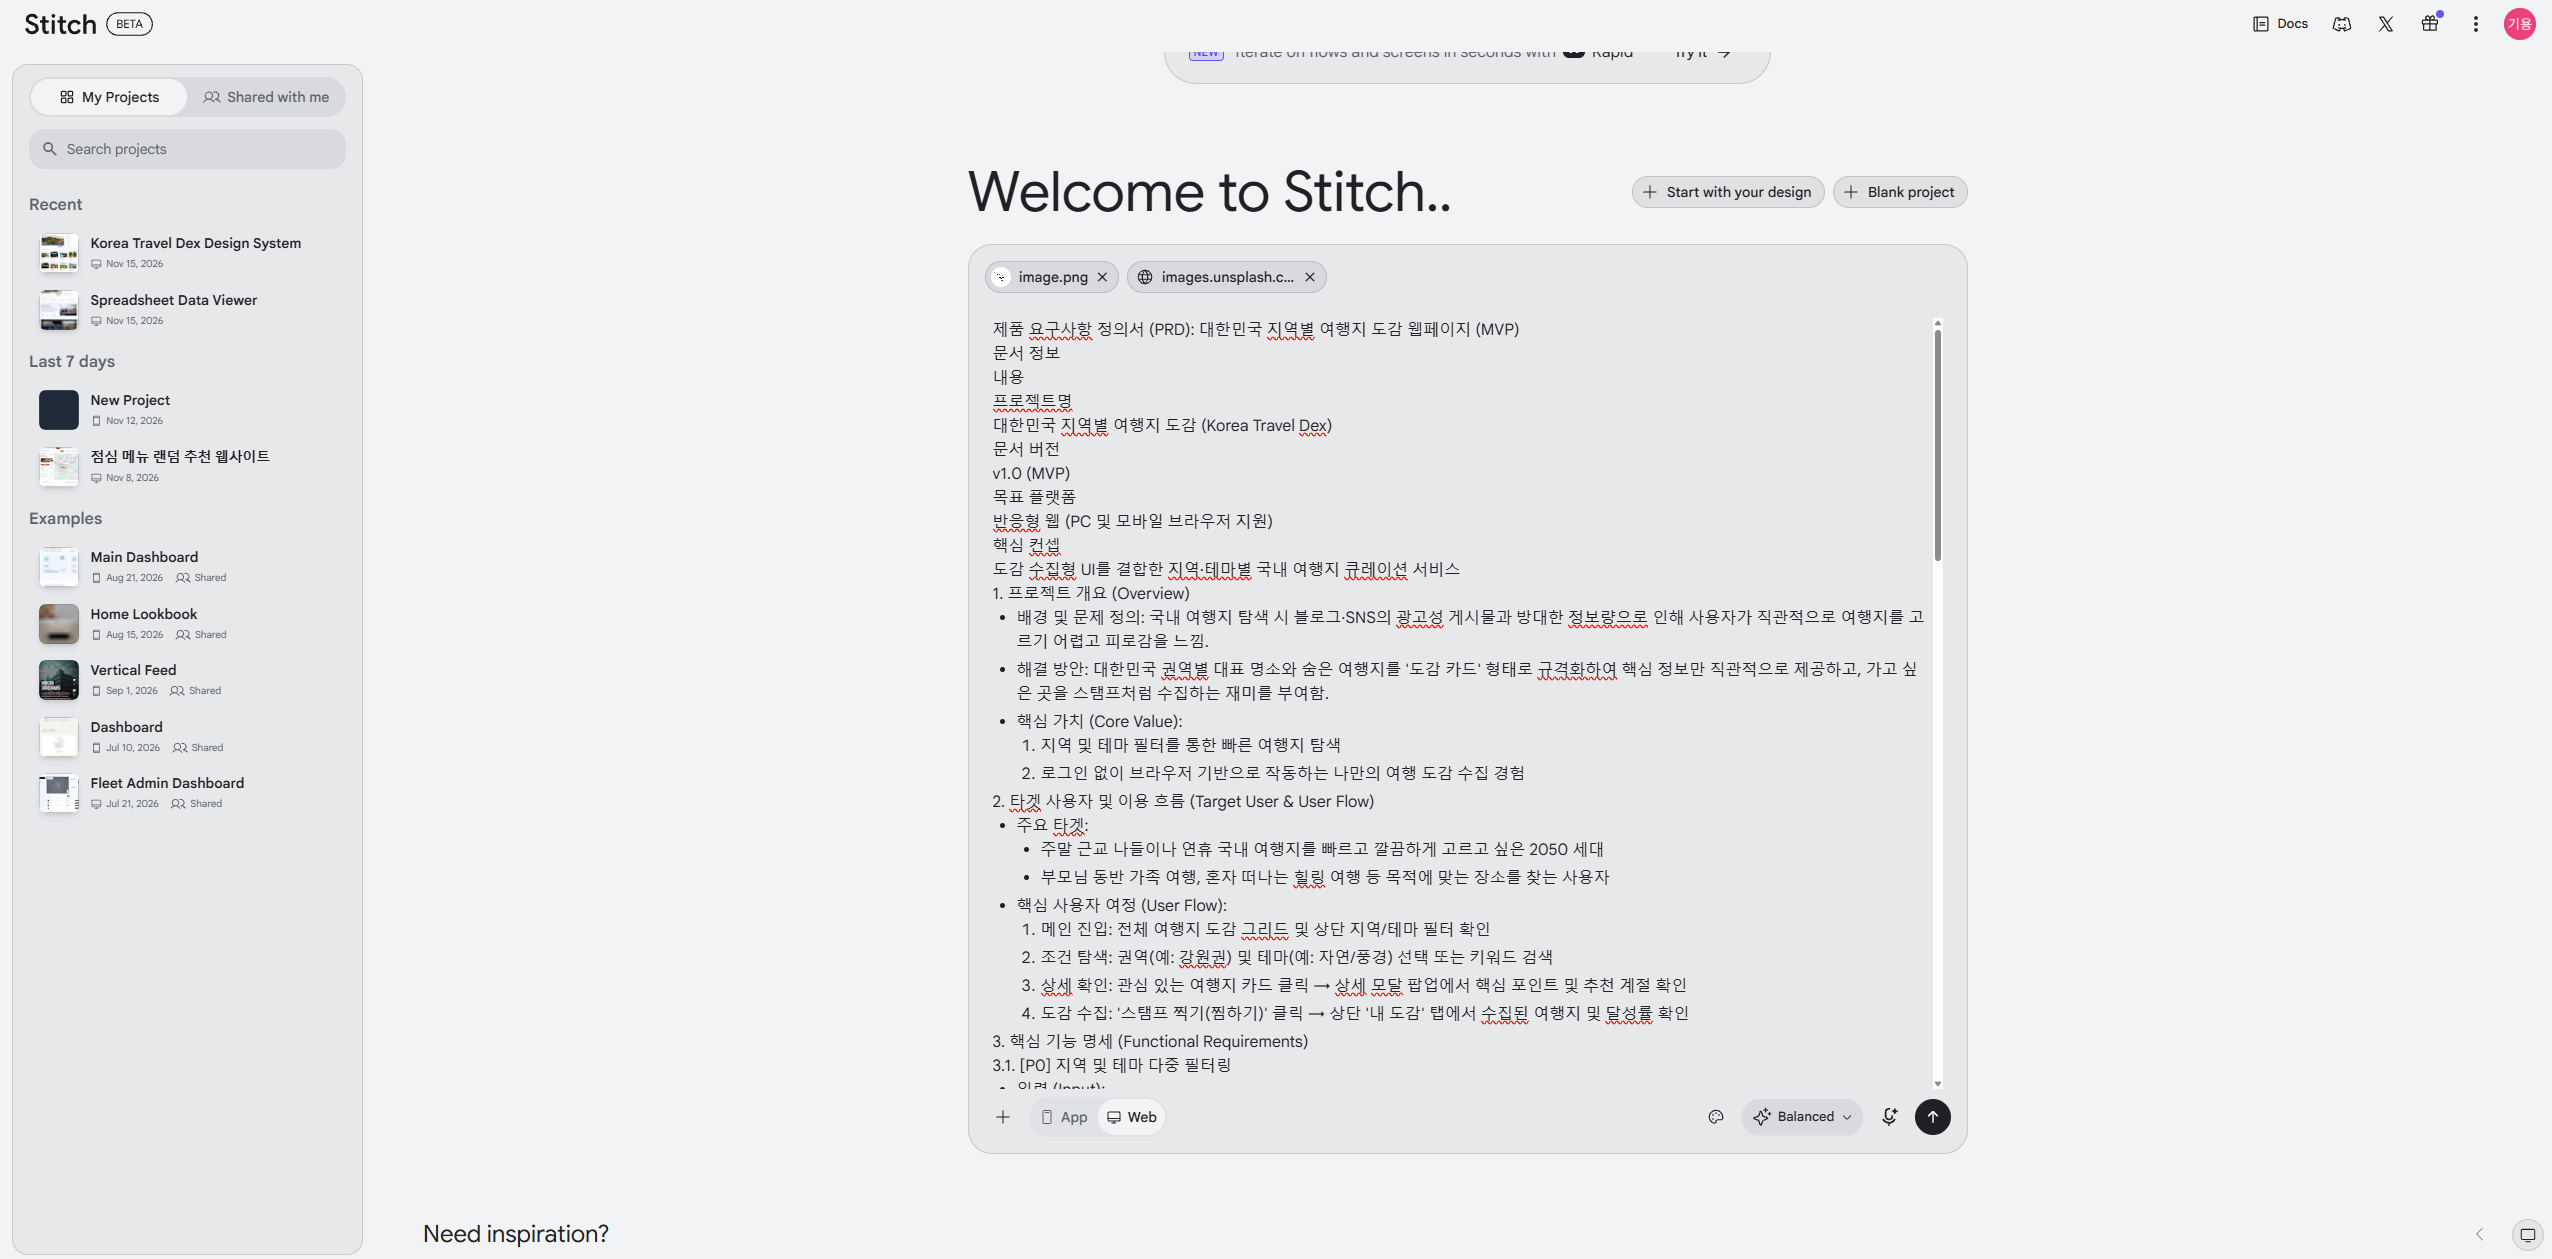 Stitch BETA
Docs
기용
NEW Iterate on flows and screens in seconds with Rapid Try it →
My Projects
Shared with me
Search projects
Recent
Korea Travel Dex Design System
Nov 15, 2026
Spreadsheet Data Viewer
Nov 15, 2026
Last 7 days
New Project
Nov 12, 2026
점심 메뉴 랜덤 추천 웹사이트
Nov 8, 2026
Examples
Main Dashboard
Aug 21, 2026 Shared
Home Lookbook
Aug 15, 2026 Shared
Vertical Feed
Sep 1, 2026 Shared
Dashboard
Jul 10, 2026 Shared
Fleet Admin Dashboard
Jul 21, 2026 Shared
Welcome to Stitch..
Start with your design
Blank project
image.png
images.unsplash.c...
제품 요구사항 정의서 (PRD): 대한민국 지역별 여행지 도감 웹페이지 (MVP)
문서 정보
내용
프로젝트명
대한민국 지역별 여행지 도감 (Korea Travel Dex)
문서 버전
v1.0 (MVP)
목표 플랫폼
반응형 웹 (PC 및 모바일 브라우저 지원)
핵심 컨셉
도감 수집형 UI를 결합한 지역·테마별 국내 여행지 큐레이션 서비스
1. 프로젝트 개요 (Overview)
• 배경 및 문제 정의: 국내 여행지 탐색 시 블로그·SNS의 광고성 게시물과 방대한 정보량으로 인해 사용자가 직관적으로 여행지를 고
르기 어렵고 피로감을 느낌.
• 해결 방안: 대한민국 권역별 대표 명소와 숨은 여행지를 '도감 카드' 형태로 규격화하여 핵심 정보만 직관적으로 제공하고, 가고 싶
은 곳을 스탬프처럼 수집하는 재미를 부여함.
• 핵심 가치 (Core Value):
1. 지역 및 테마 필터를 통한 빠른 여행지 탐색
2. 로그인 없이 브라우저 기반으로 작동하는 나만의 여행 도감 수집 경험
2. 타겟 사용자 및 이용 흐름 (Target User & User Flow)
• 주요 타겟:
• 주말 근교 나들이나 연휴 국내 여행지를 빠르고 깔끔하게 고르고 싶은 2050 세대
• 부모님 동반 가족 여행, 혼자 떠나는 힐링 여행 등 목적에 맞는 장소를 찾는 사용자
• 핵심 사용자 여정 (User Flow):
1. 메인 진입: 전체 여행지 도감 그리드 및 상단 지역/테마 필터 확인
2. 조건 탐색: 권역(예: 강원권) 및 테마(예: 자연/풍경) 선택 또는 키워드 검색
3. 상세 확인: 관심 있는 여행지 카드 클릭 → 상세 모달 팝업에서 핵심 포인트 및 추천 계절 확인
4. 도감 수집: '스탬프 찍기(찜하기)' 클릭 → 상단 '내 도감' 탭에서 수집된 여행지 및 달성률 확인
3. 핵심 기능 명세 (Functional Requirements)
3.1. [P0] 지역 및 테마 다중 필터링
• 입력 (Input):
App
Web
Balanced
Need inspiration?